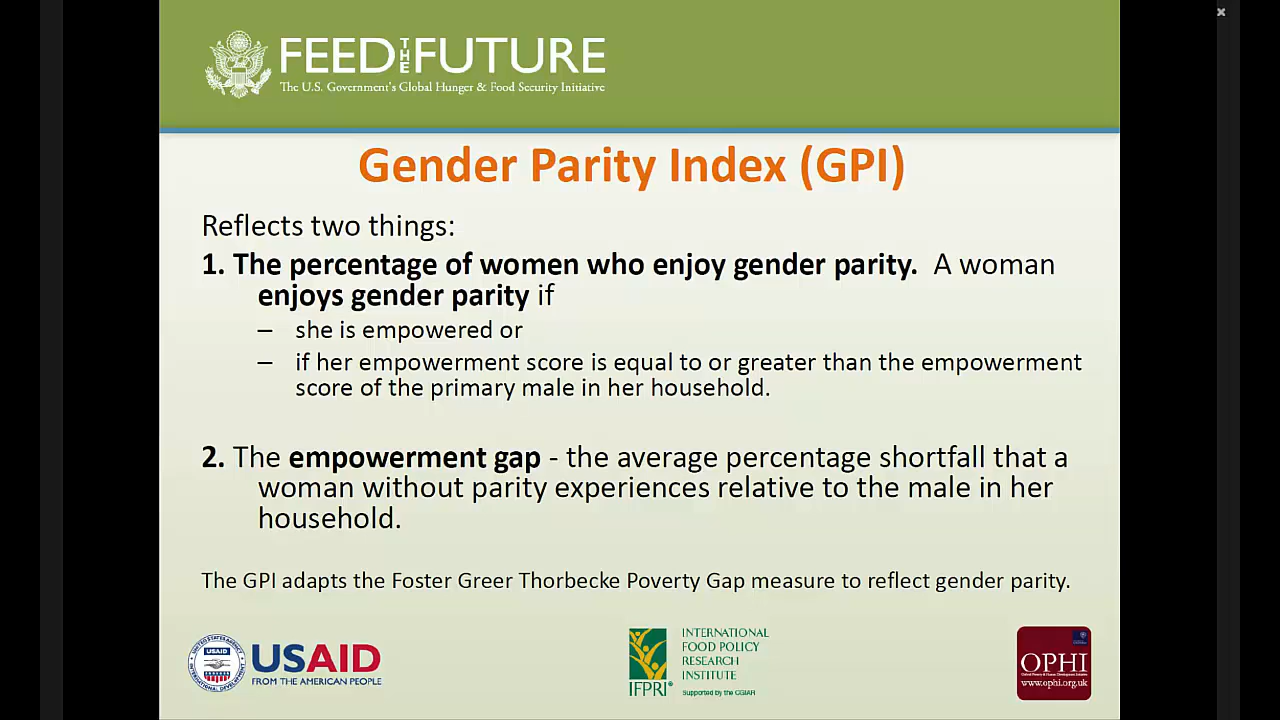 FEED THE FUTURE
The U.S. Government's Global Hunger & Food Security Initiative
Gender Parity Index (GPI)
Reflects two things:
1. The percentage of women who enjoy gender parity. A woman
enjoys gender parity if
– she is empowered or
– if her empowerment score is equal to or greater than the empowerment
score of the primary male in her household.
2. The empowerment gap - the average percentage shortfall that a
woman without parity experiences relative to the male in her
household.
The GPI adapts the Foster Greer Thorbecke Poverty Gap measure to reflect gender parity.
USAID
USAID
FROM THE AMERICAN PEOPLE
IFPRI®
INTERNATIONAL
FOOD POLICY
RESEARCH
INSTITUTE
Supported by the CGIAR
OPHI
www.ophi.org.uk